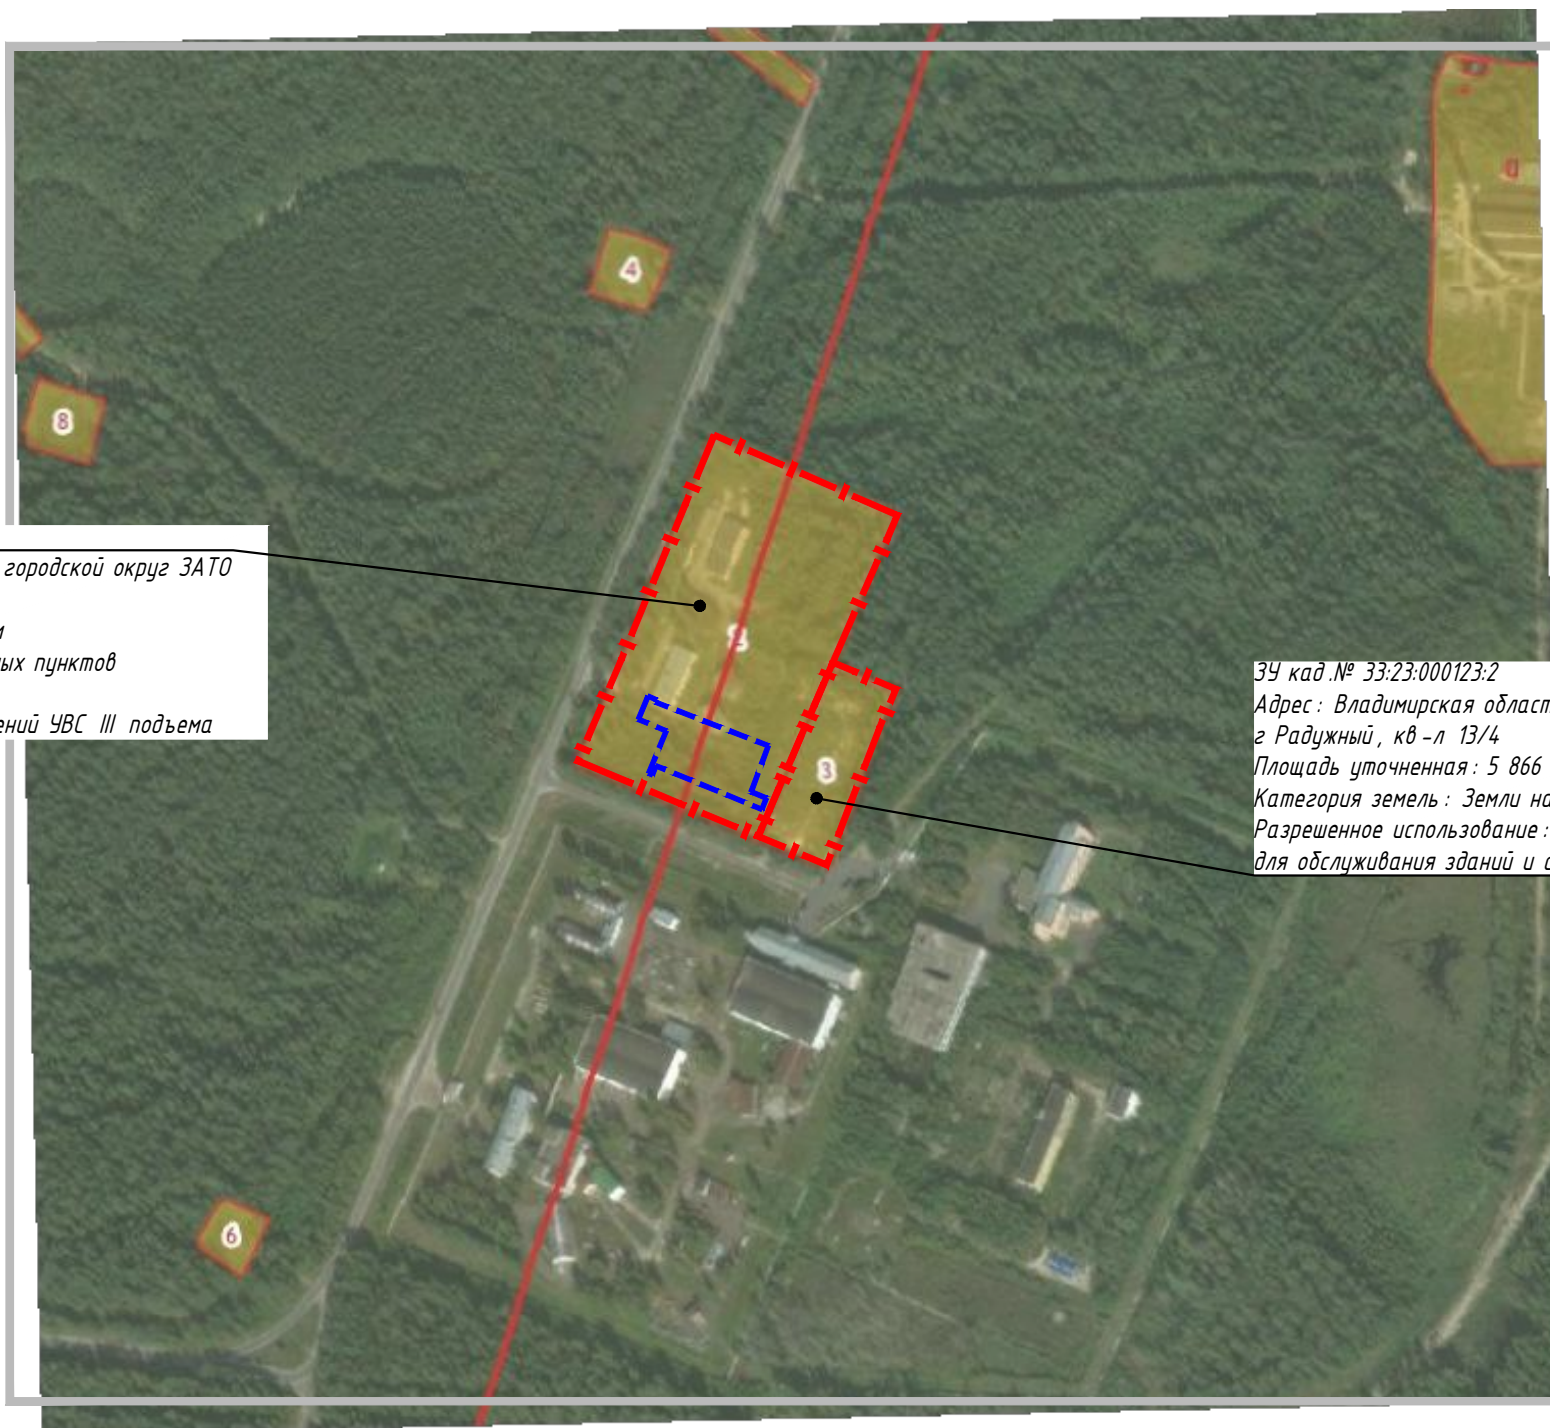 4
8
городской округ ЗАТО
ых пунктов
ений УВС III подъема
ЗУ кад.№ 33:23:000123:2
Адрес: Владимирская област
г Радужный, кв-л 13/4
Площадь уточненная: 5 866
Категория земель: Земли на
Разрешенное использование:
для обслуживания зданий и с
3
6